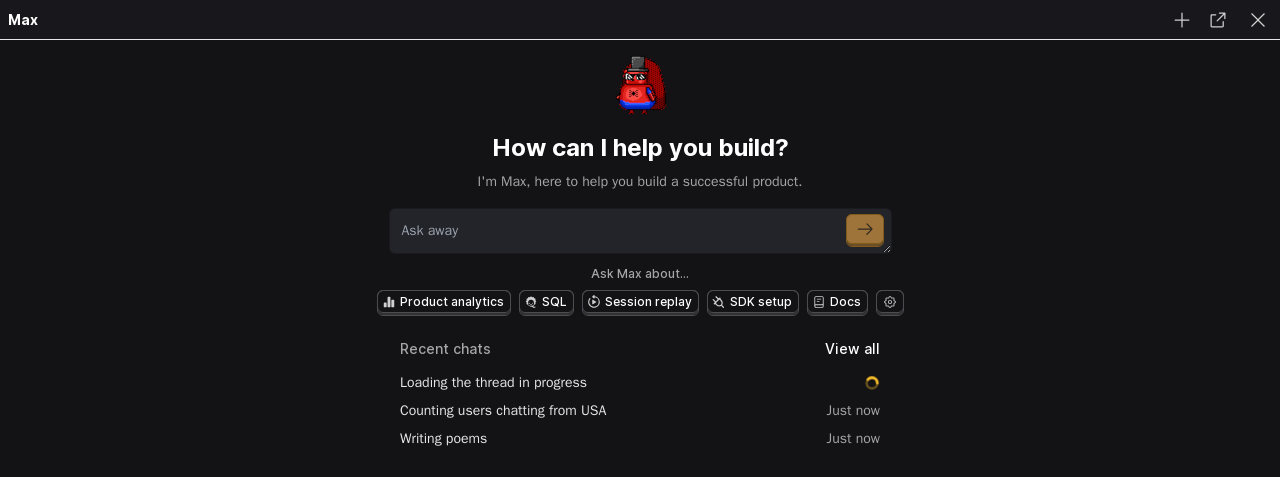 Max
How can I help you build?
I'm Max, here to help you build a successful product.
Ask away
Ask Max about...
Product analytics SQL Session replay SDK setup Docs
Recent chats View all
Loading the thread in progress
Counting users chatting from USA Just now
Writing poems Just now